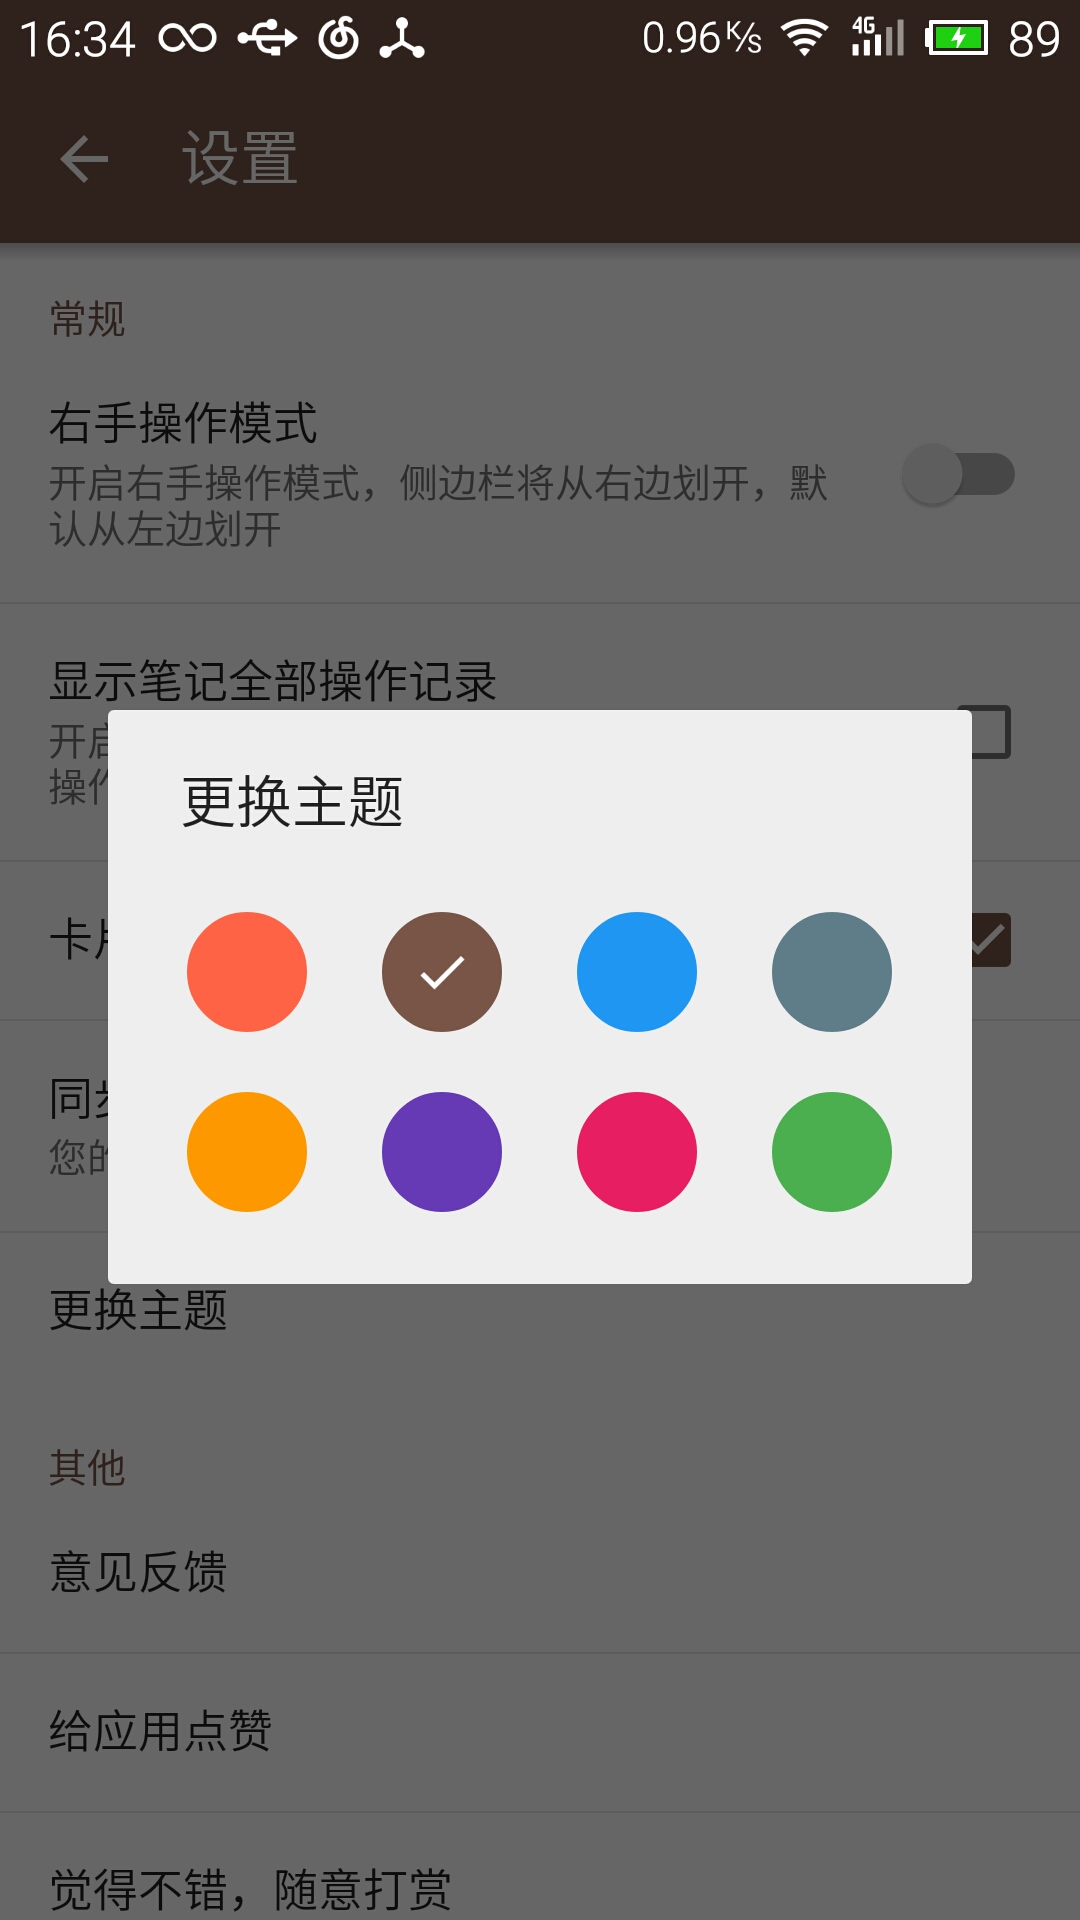 16:34 0.96K/s 4G 89
设置
常规
右手操作模式
开启右手操作模式，侧边栏将从右边划开，默
认从左边划开
显示笔记全部操作记录
开启
操作
更换主题
卡片
同步
您的
更换主题
其他
意见反馈
给应用点赞
觉得不错，随意打赏